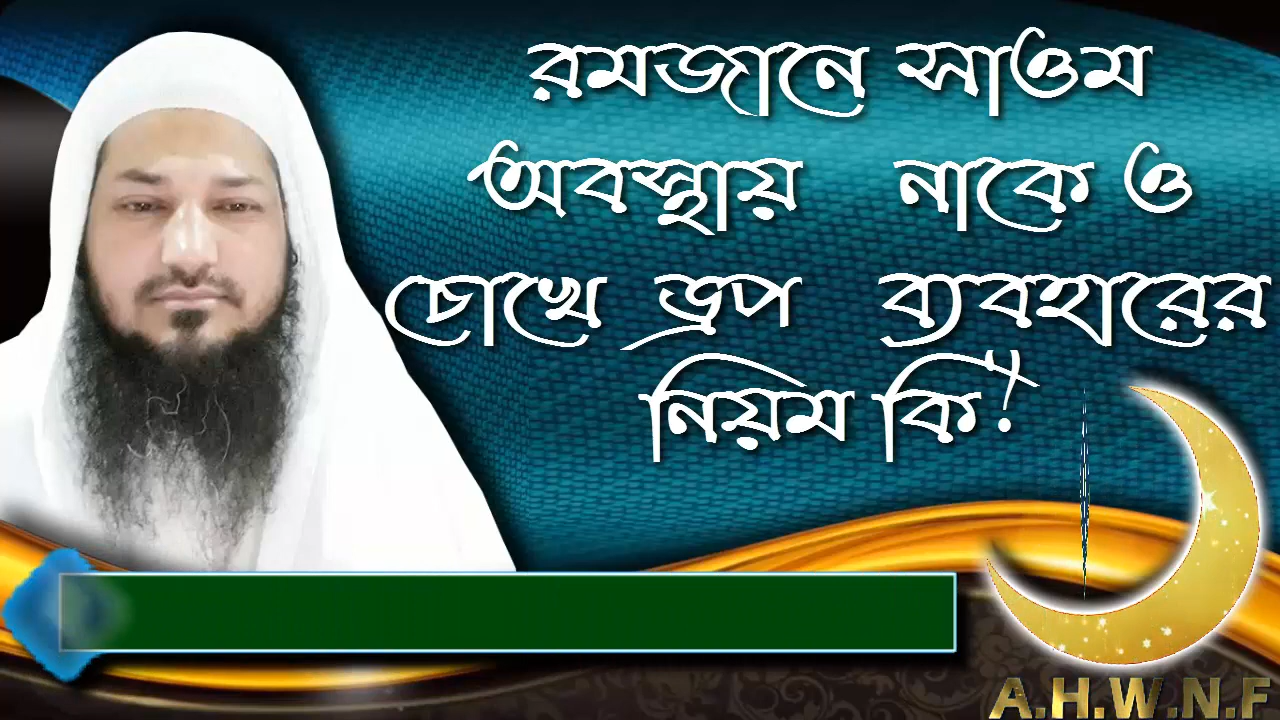 রমজানে সাওম
অবস্থায় নাকে ও
চোখে ড্রপ ব্যবহারের
নিয়ম কি?
A.H.W.N.F